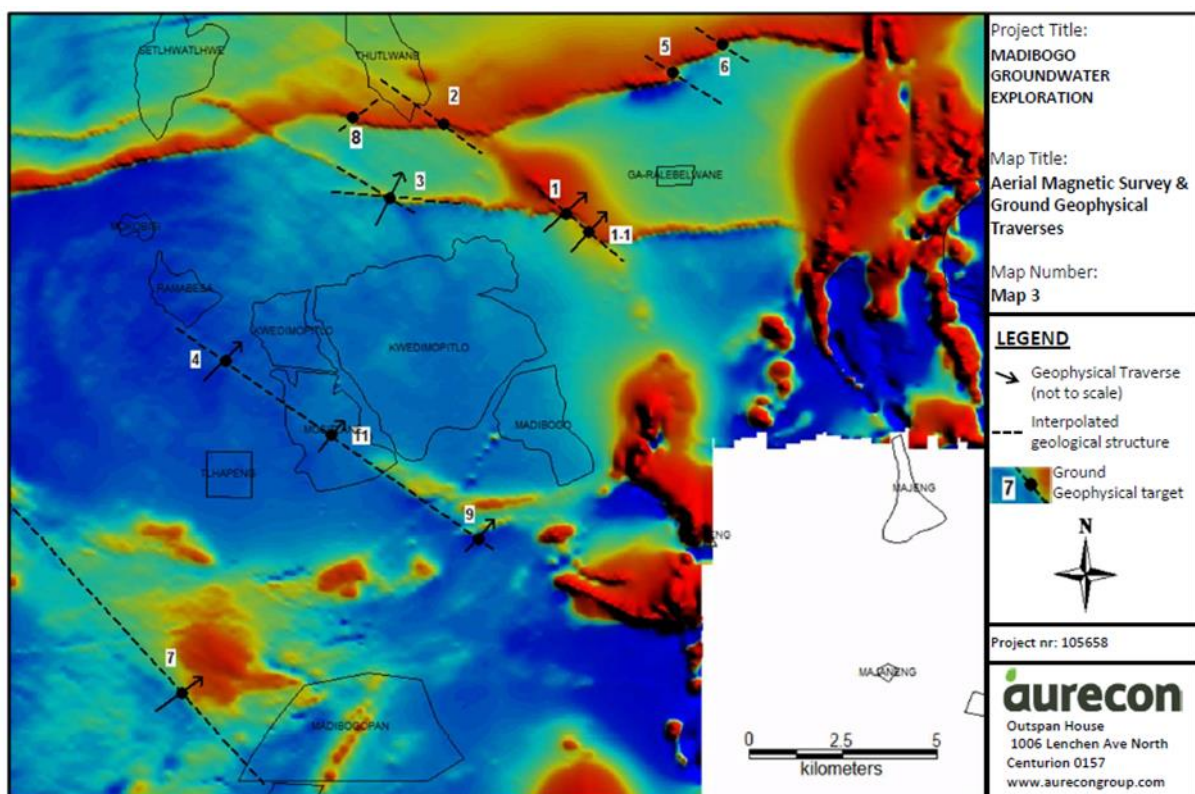 SETLHWATLHWE
THUTLWANE
5
6
2
8
3
GA-RALEBELWANE
1
1-1
RAMABESA
KWEDIMOPITLO
KWEDIMOPITLO
4
MADIBOGO
11
TLHAPENG
9
MAJENG
7
MAJANENG
MADIBOGOPAN
0 2.5 5
kilometers
Project Title:
MADIBOGO
GROUNDWATER
EXPLORATION
Map Title:
Aerial Magnetic Survey &
Ground Geophysical
Traverses
Map Number:
Map 3
LEGEND
Geophysical Traverse
(not to scale)
Interpolated
geological structure
7
Ground
Geophysical target
N
Project nr: 105658
aurecon
Outspan House
1006 Lenchen Ave North
Centurion 0157
www.aurecongroup.com